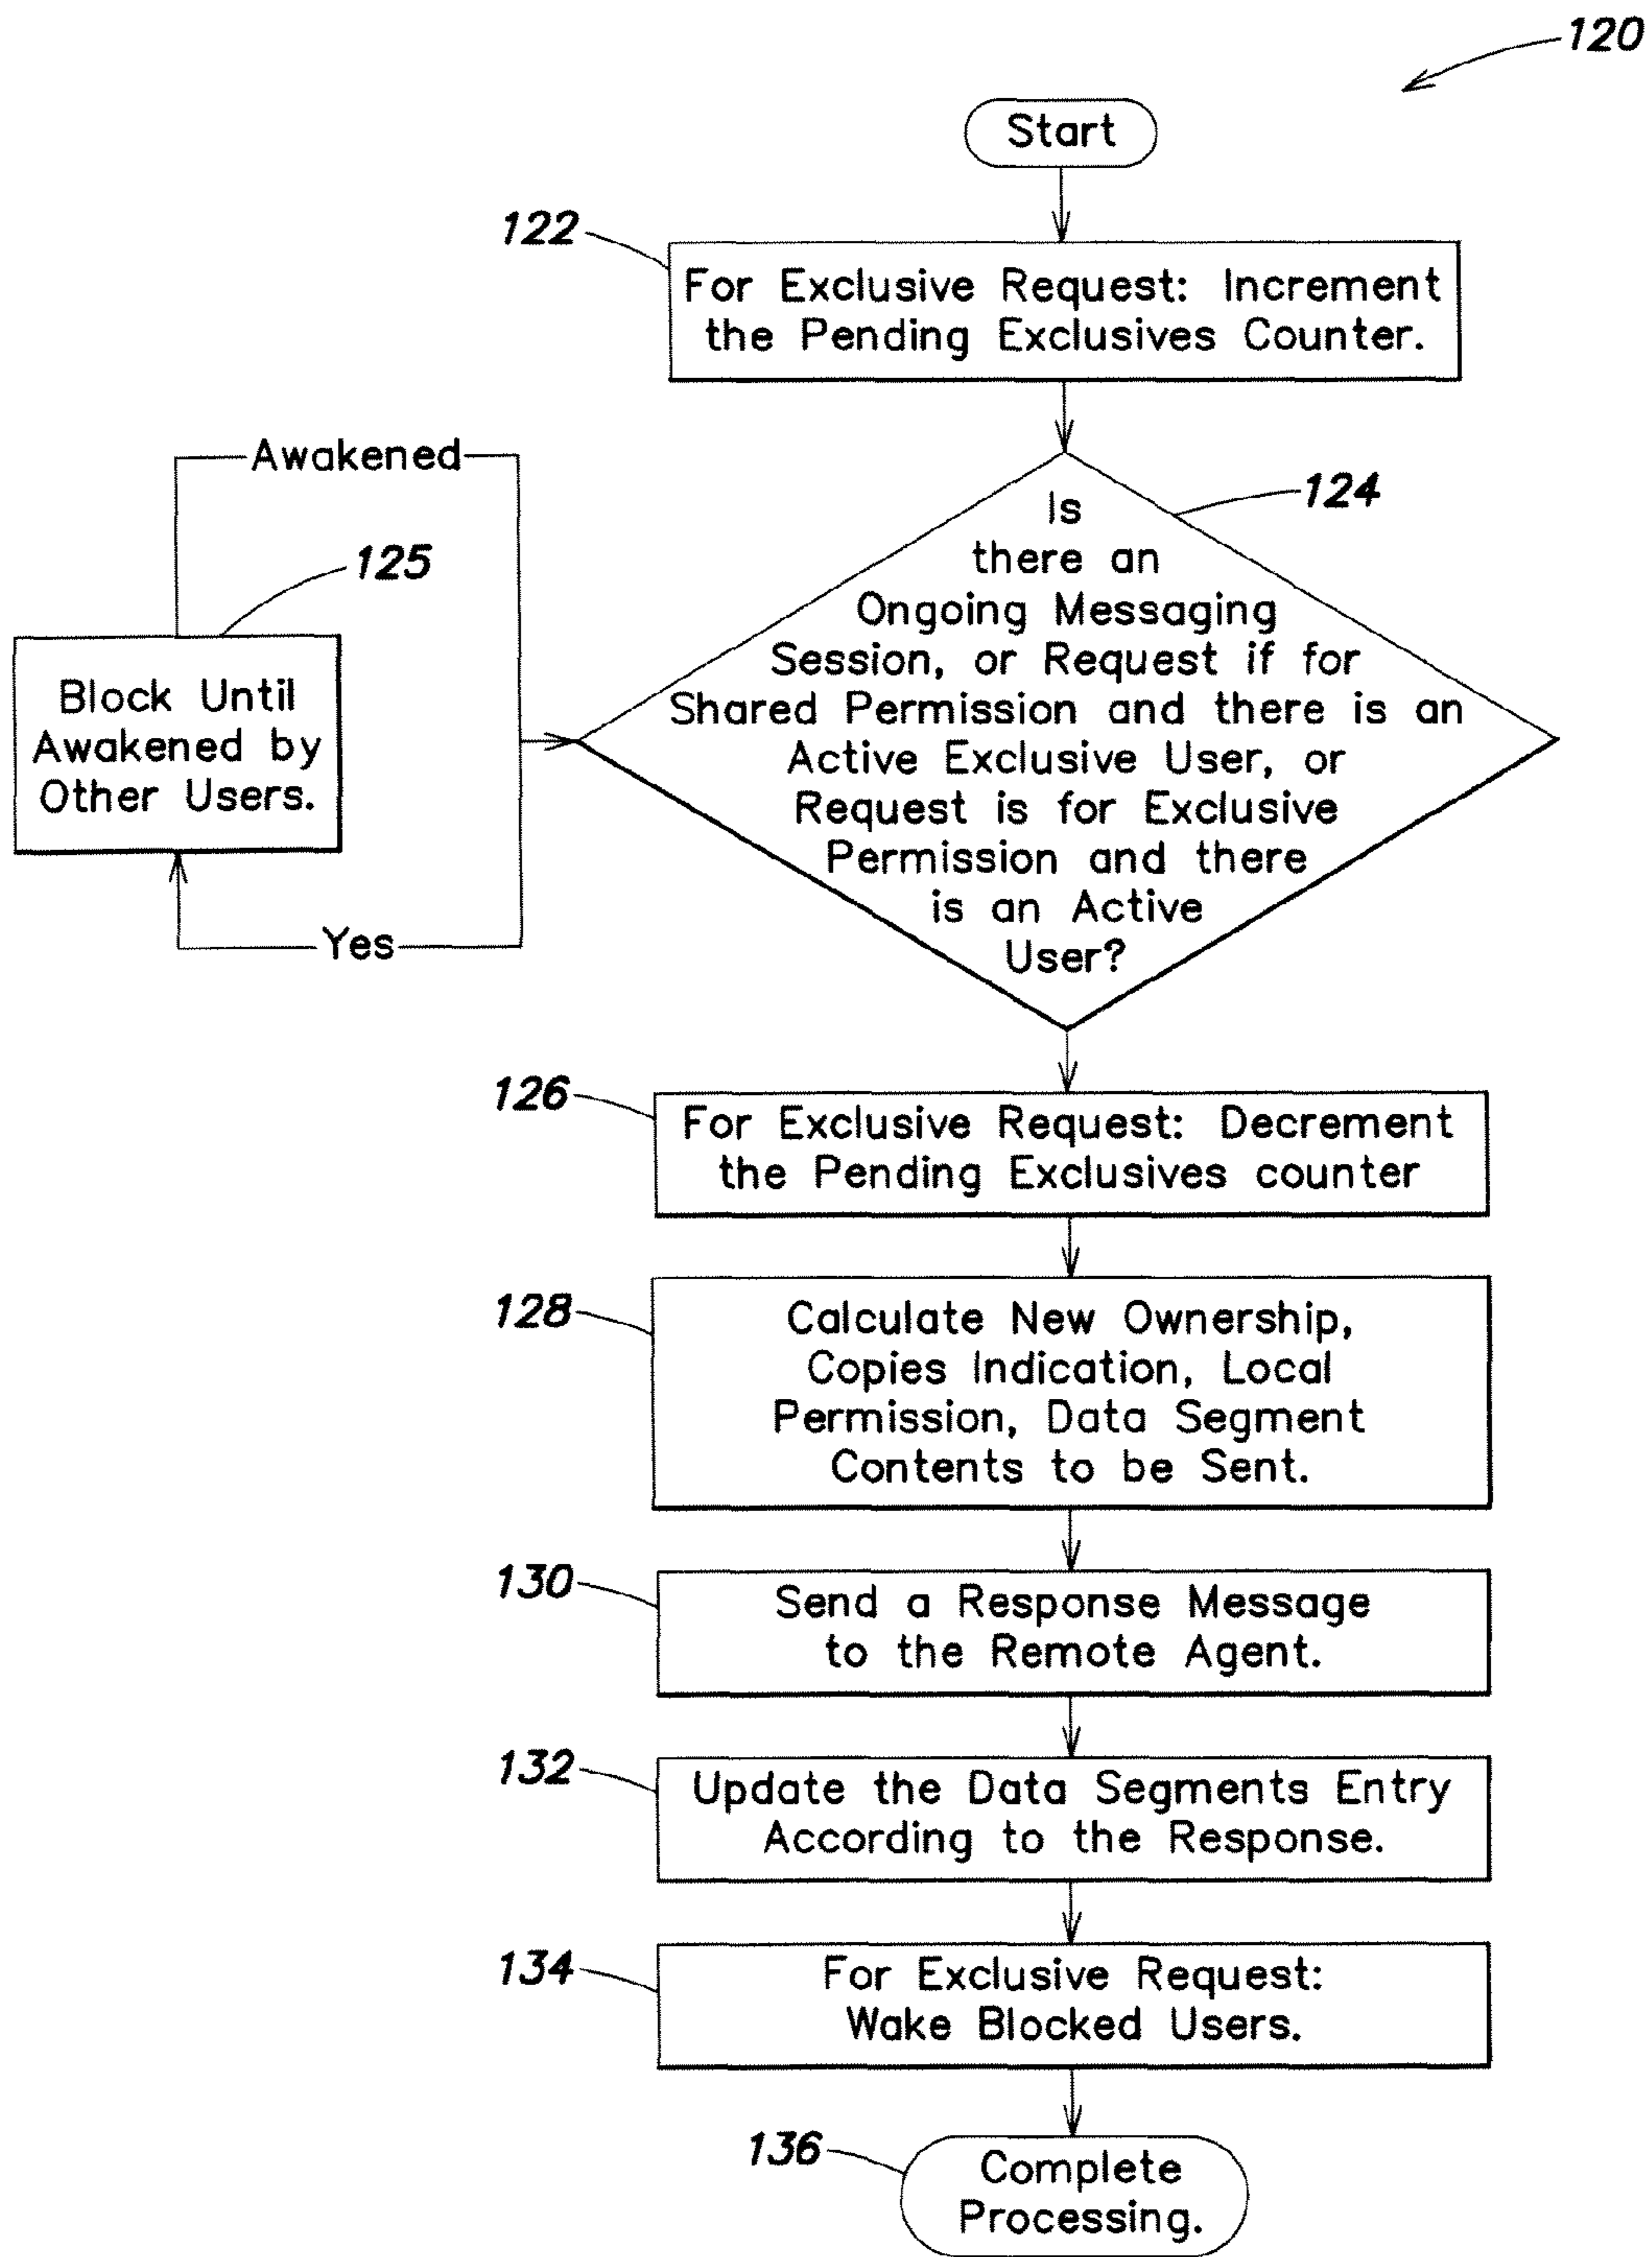 120
Start
122
For Exclusive Request: Increment
the Pending Exclusives Counter.
Awakened
124
Is
there an
Ongoing Messaging
Session, or Request if for
Shared Permission and there is an
Active Exclusive User, or
Request is for Exclusive
Permission and there
is an Active
User?
125
Block Until
Awakened by
Other Users.
Yes
126
For Exclusive Request: Decrement
the Pending Exclusives counter
128
Calculate New Ownership,
Copies Indication, Local
Permission, Data Segment
Contents to be Sent.
130
Send a Response Message
to the Remote Agent.
132
Update the Data Segments Entry
According to the Response.
134
For Exclusive Request:
Wake Blocked Users.
136
Complete
Processing.